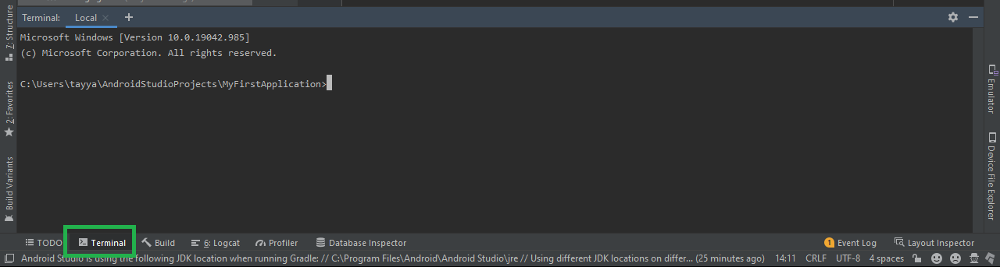 Terminal: Local × +
Microsoft Windows [Version 10.0.19042.985]
(c) Microsoft Corporation. All rights reserved.
C:\Users\tayya\AndroidStudioProjects\MyFirstApplication>
7: Structure
2: Favorites
Build Variants
Emulator
Device File Explorer
TODO Terminal Build 6: Logcat Profiler Database Inspector 1 Event Log Layout Inspector
Android Studio is using the following JDK location when running Gradle: // C:\Program Files\Android\Android Studio\jre // Using different JDK locations on differ... (25 minutes ago) 14:11 CRLF UTF-8 4 spaces